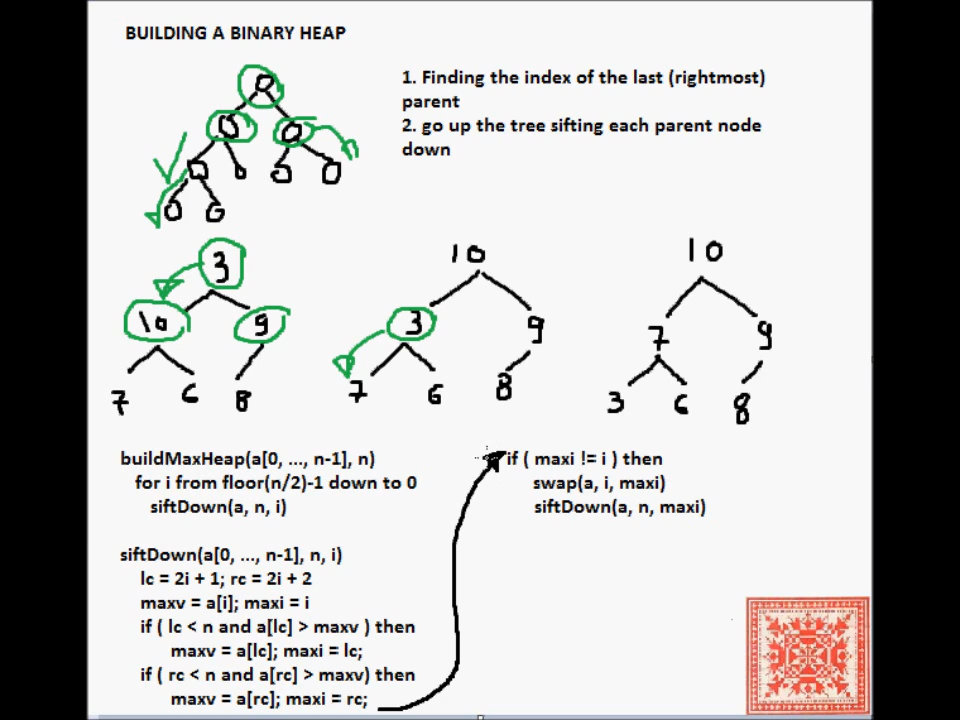 BUILDING A BINARY HEAP
1. Finding the index of the last (rightmost)
parent
2. go up the tree sifting each parent node
down
3
10 9
7 6 8
10
3 9
7 6 8
10
7 9
3 6 8
buildMaxHeap(a[0, ..., n-1], n)
for i from floor(n/2)-1 down to 0
siftDown(a, n, i)
siftDown(a[0, ..., n-1], n, i)
lc = 2i + 1; rc = 2i + 2
maxv = a[i]; maxi = i
if ( lc < n and a[lc] > maxv ) then
maxv = a[lc]; maxi = lc;
if ( rc < n and a[rc] > maxv) then
maxv = a[rc]; maxi = rc;
if ( maxi != i ) then
swap(a, i, maxi)
siftDown(a, n, maxi)